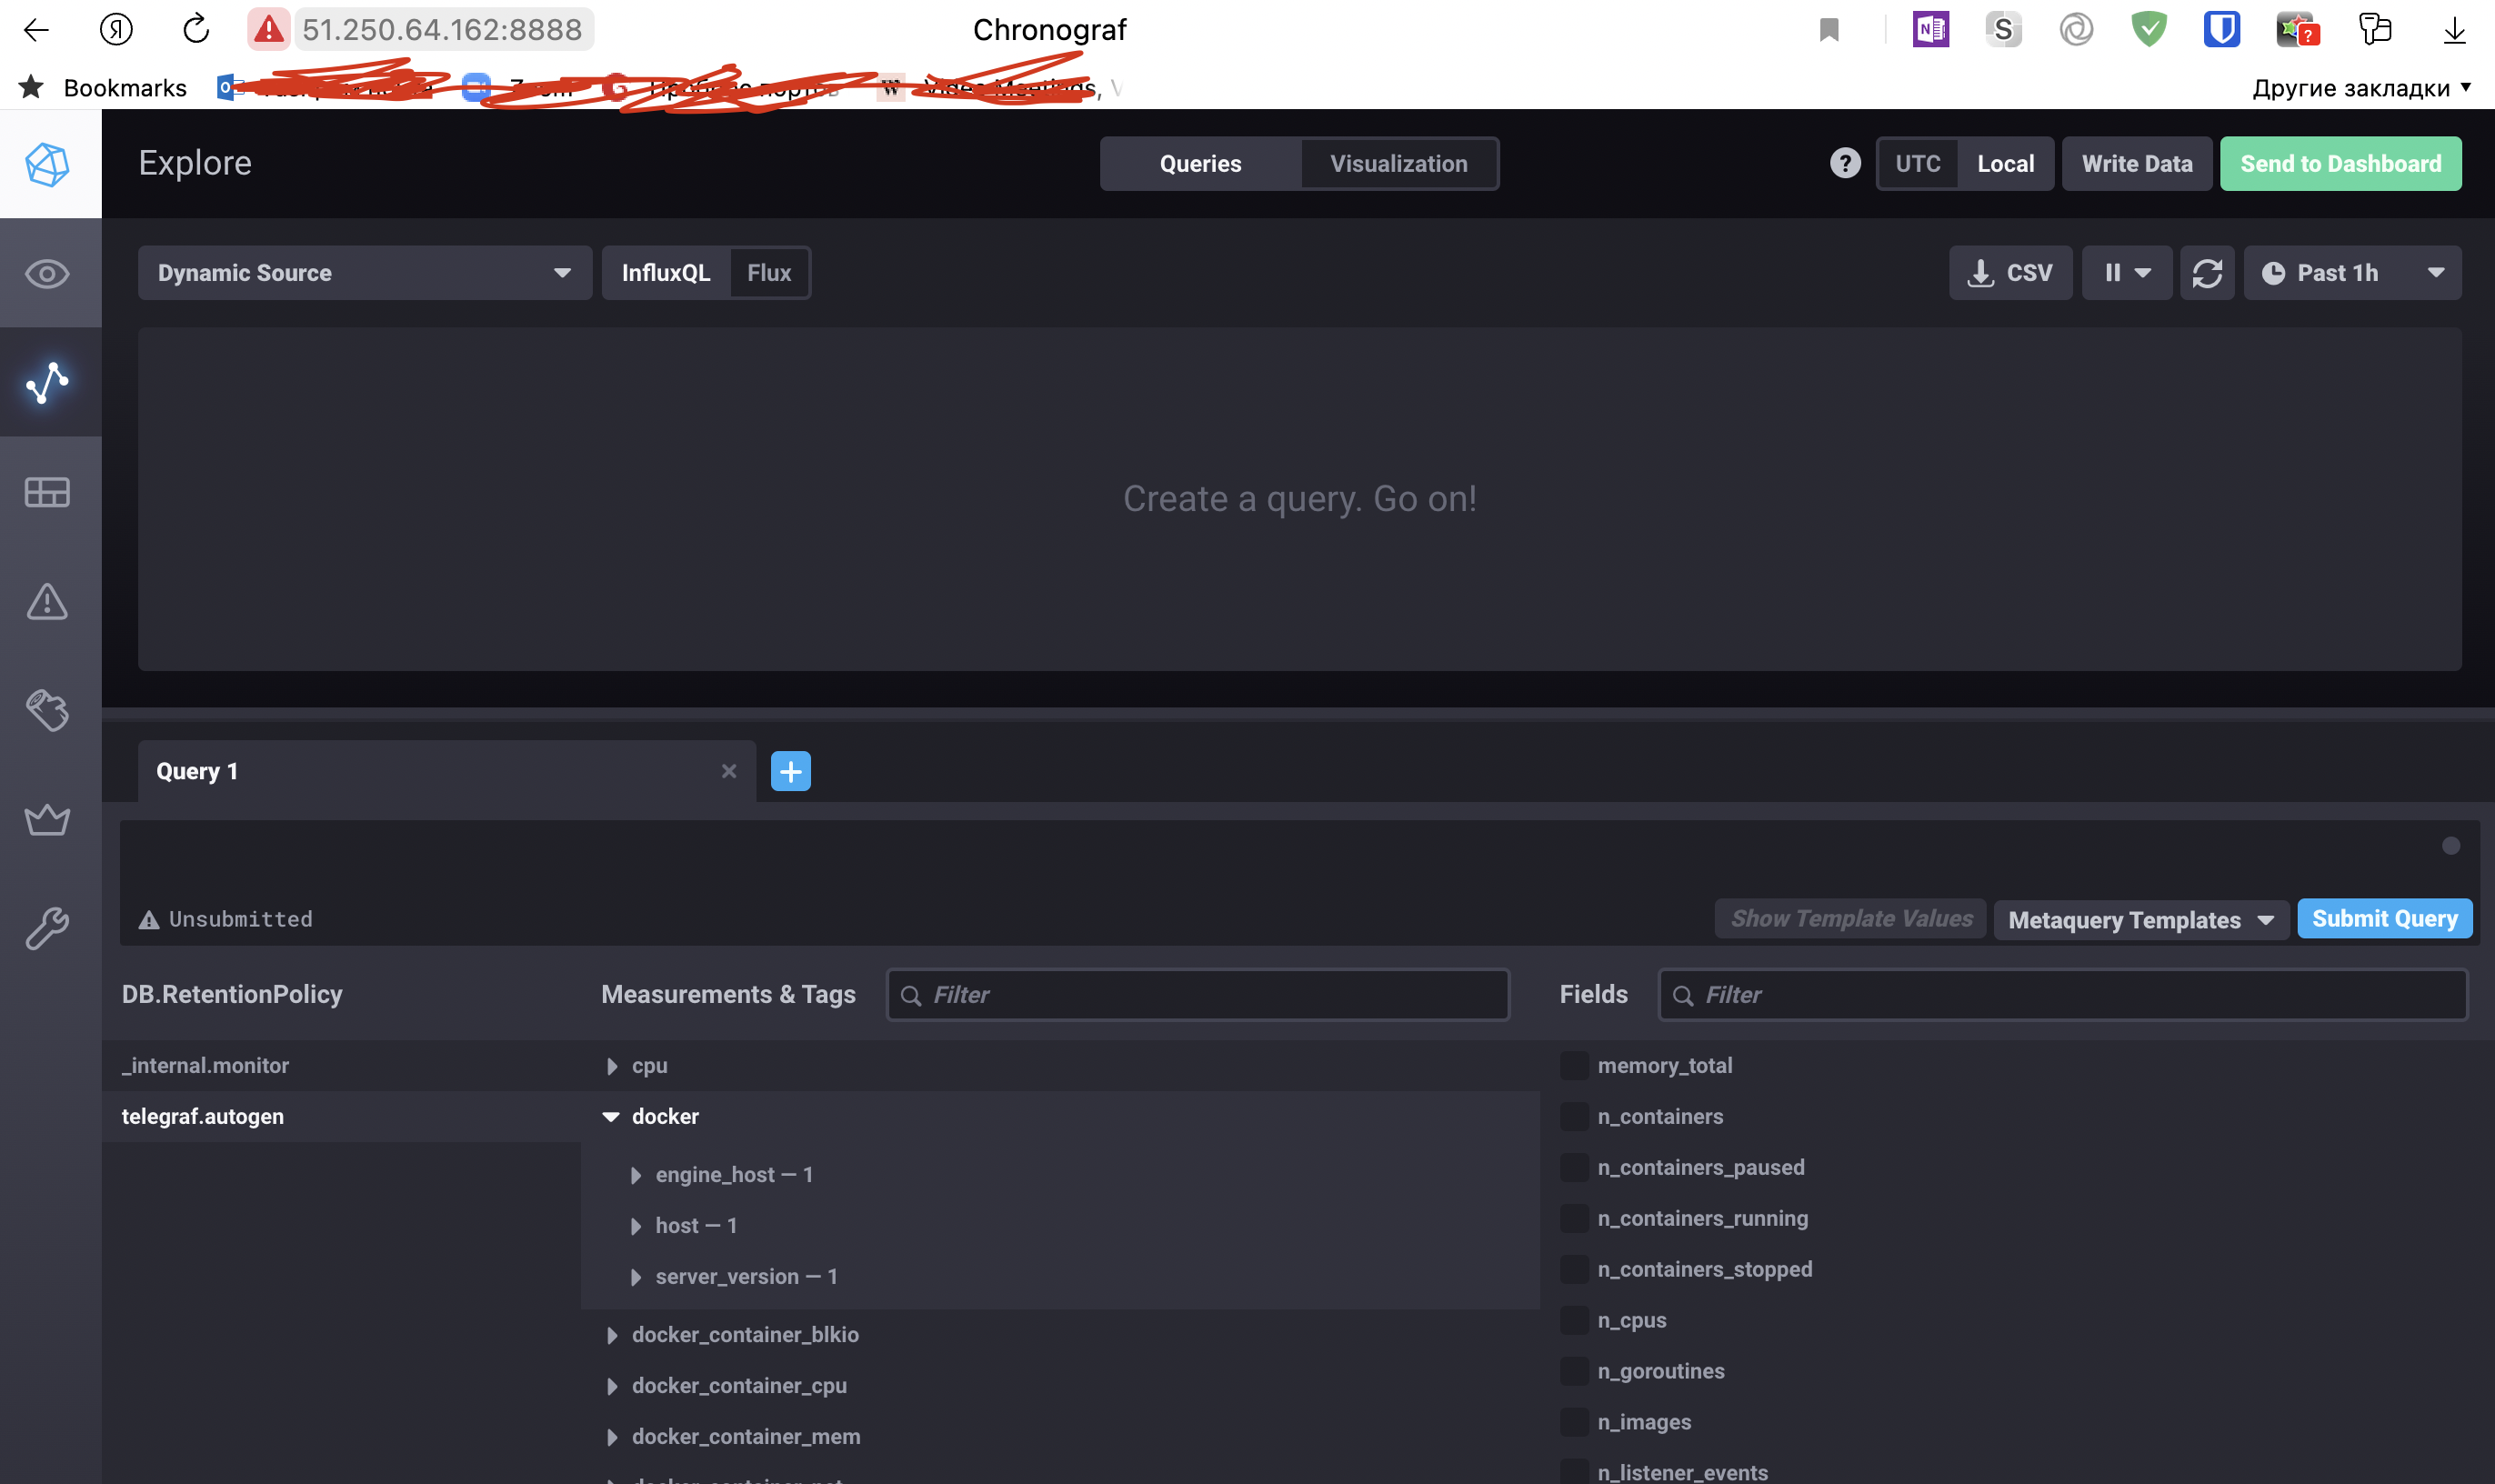 51.250.64.162:8888
Chronograf
Bookmarks
Другие закладки
Explore
Queries
Visualization
UTC
Local
Write Data
Send to Dashboard
Dynamic Source
InfluxQL
Flux
CSV
Past 1h
Create a query. Go on!
Query 1
Unsubmitted
Show Template Values
Metaquery Templates
Submit Query
DB.RetentionPolicy
Measurements & Tags
Filter
Fields
Filter
_internal.monitor
telegraf.autogen
cpu
docker
engine_host — 1
host — 1
server_version — 1
docker_container_blkio
docker_container_cpu
docker_container_mem
memory_total
n_containers
n_containers_paused
n_containers_running
n_containers_stopped
n_cpus
n_goroutines
n_images
n_listener_events